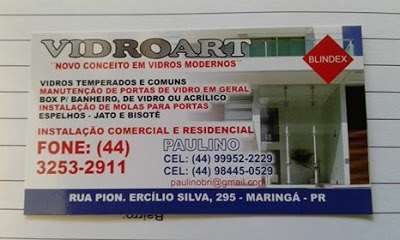 VIDROART
"NOVO CONCEITO EM VIDROS MODERNOS"
BLINDEX
VIDROS TEMPERADOS E COMUNS
MANUTENÇÃO DE PORTAS DE VIDRO EM GERAL
BOX P/ BANHEIRO, DE VIDRO OU ACRÍLICO
INSTALAÇÃO DE MOLAS PARA PORTAS
ESPELHOS - JATO E BISOTÊ
INSTALAÇÃO COMERCIAL E RESIDENCIAL
FONE: (44)
3253-2911
PAULINO
CEL: (44) 99952-2229
CEL: (44) 98445-0529
paulinobri@gmail.com
RUA PION. ERCÍLIO SILVA, 295 - MARINGÁ - PR
Bairro: